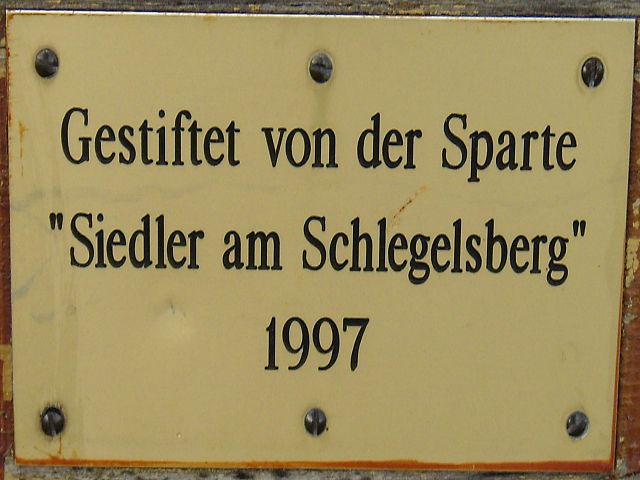 Gestiftet von der Sparte
"Siedler am Schlegelsberg"
1997